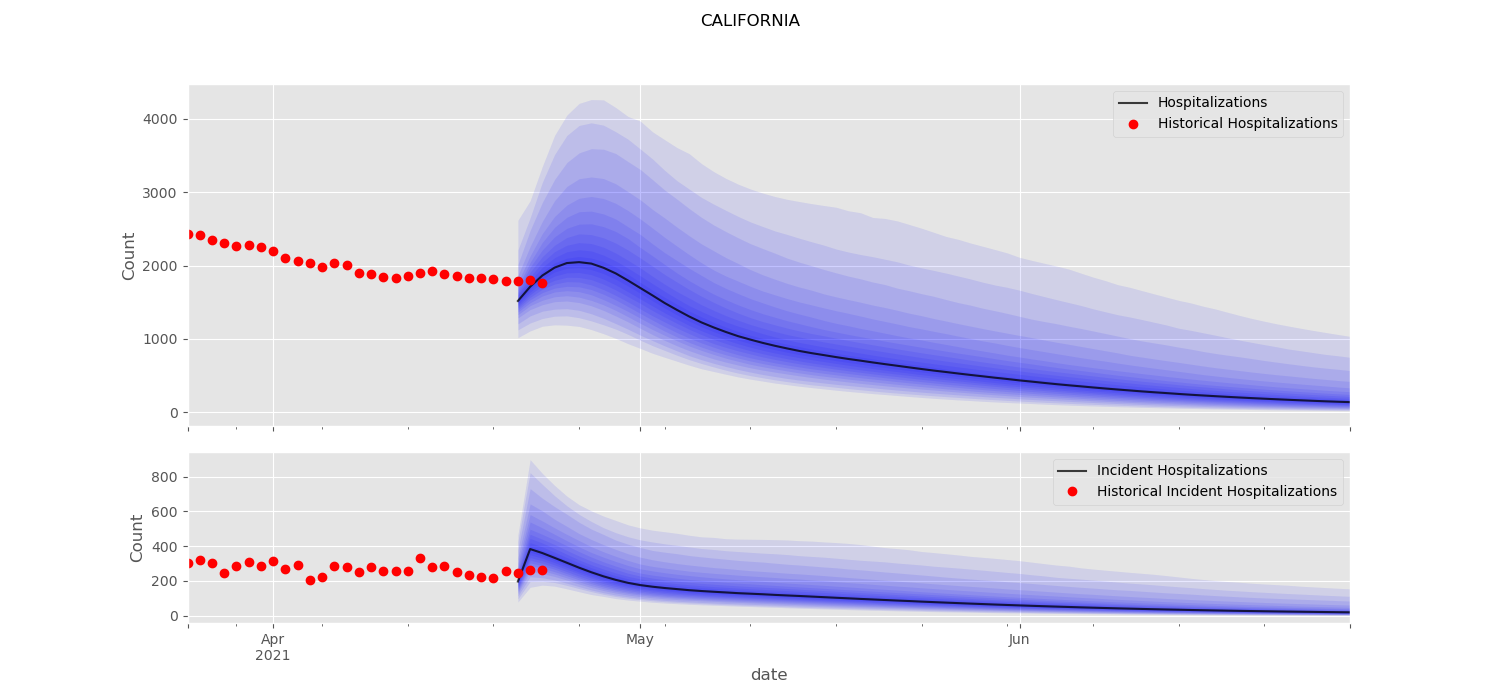 CALIFORNIA
Hospitalizations
Historical Hospitalizations
Count
4000
3000
2000
1000
0
Incident Hospitalizations
Historical Incident Hospitalizations
Count
800
600
400
200
0
Apr
2021
May
Jun
date